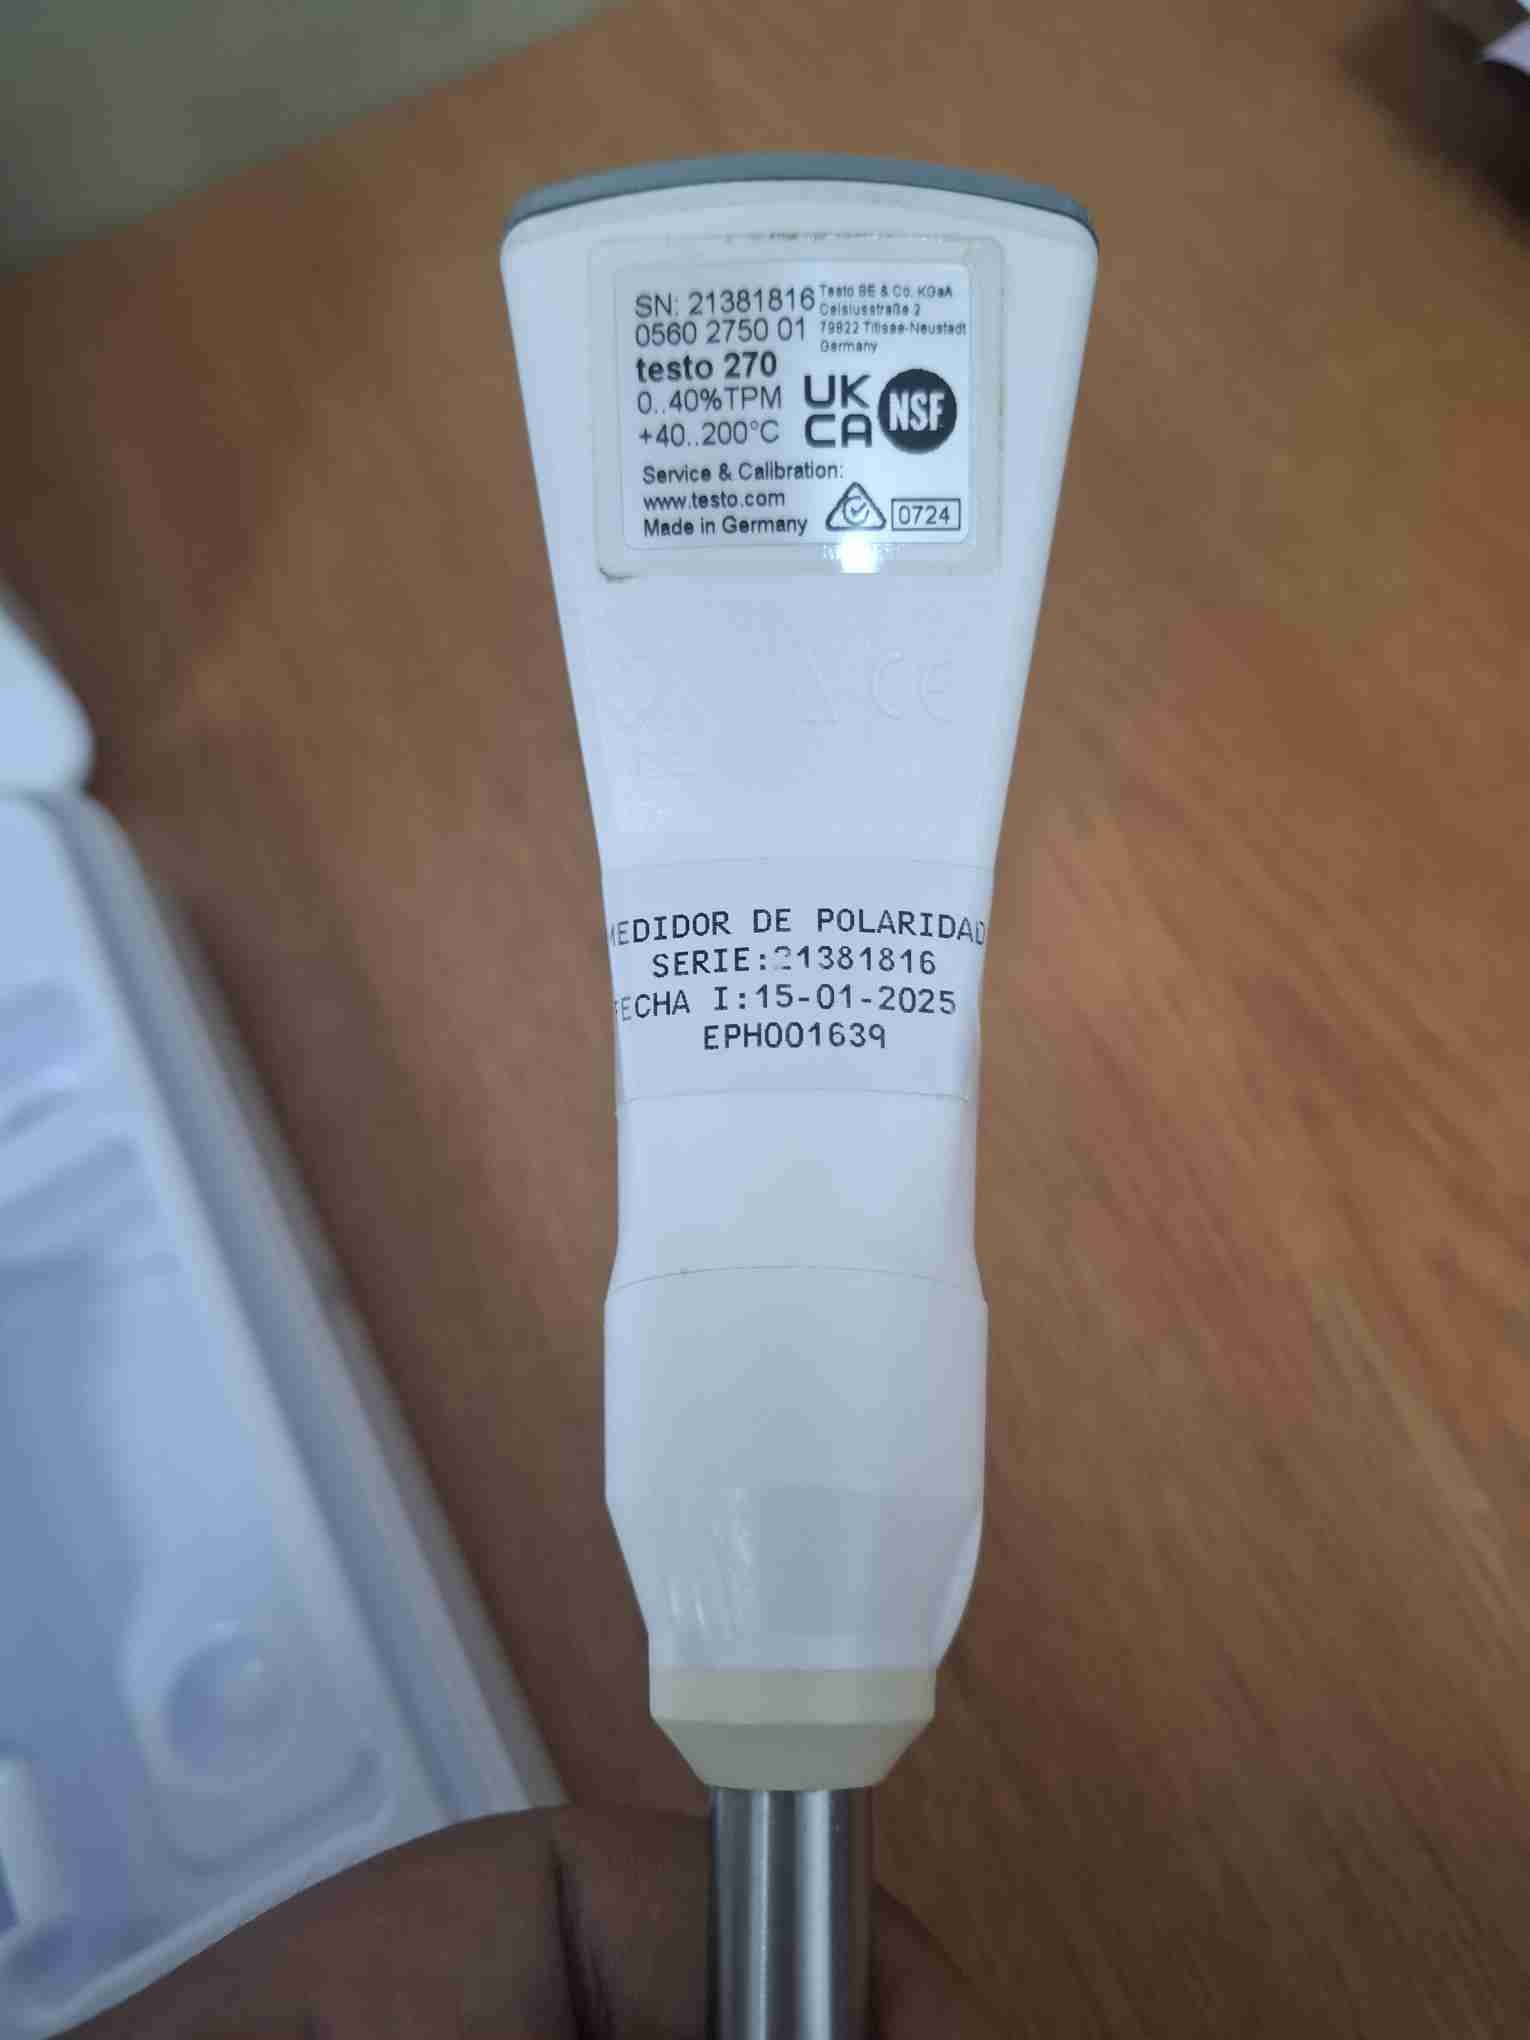 SN: 21381816
0560 2750 01
testo 270
0..40%TPM
+40..200°C
Testo SE & Co. KGaA
Celsiusstraße 2
79822 Titisee-Neustadt
Germany
UK
CA
NSF
Service & Calibration:
www.testo.com
Made in Germany
0724
CE
MEDIDOR DE POLARIDAD
SERIE:21381816
FECHA I:15-01-2025
EPH001639